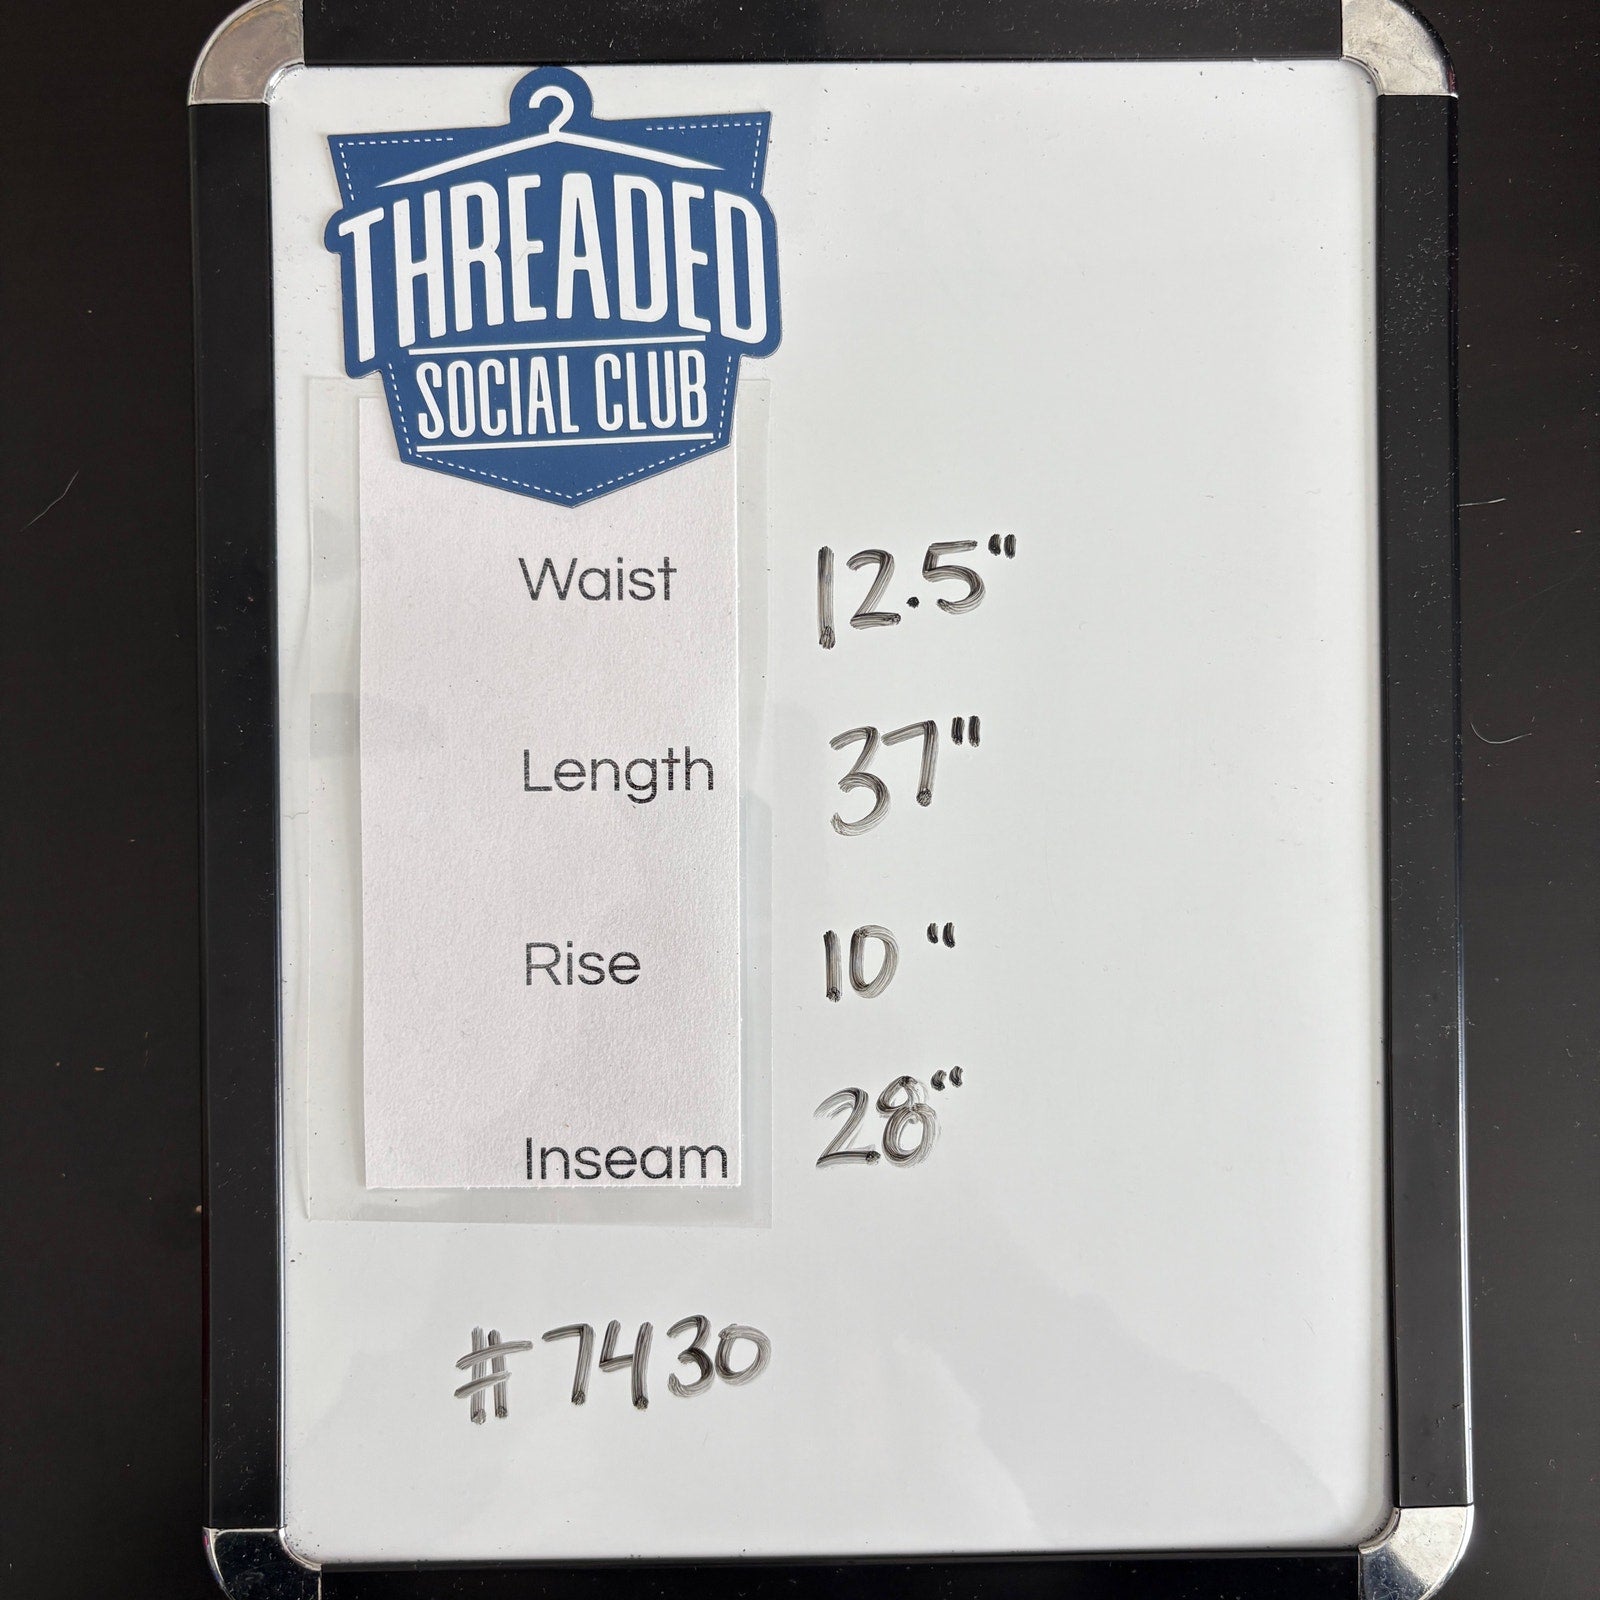 THREADED
SOCIAL CLUB
Waist 12.5"
Length 37"
Rise 10"
Inseam 28"
#7430